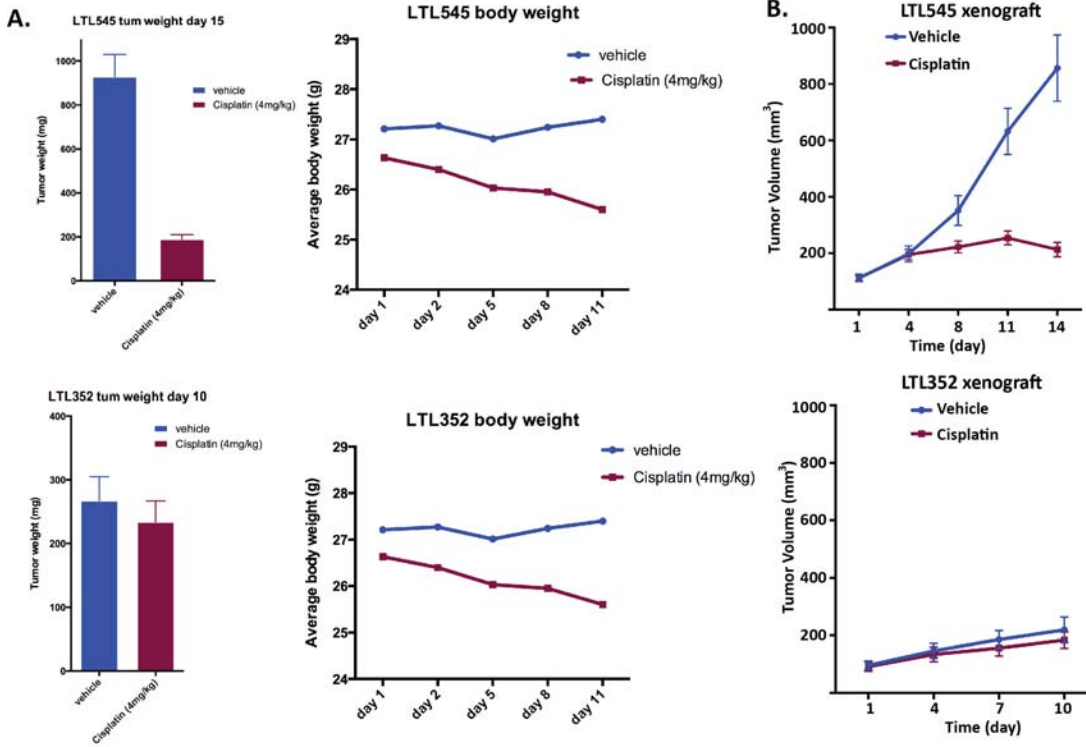 A.
LTL545 tum weight day 15
1000
800
600
400
200
0
Tumor weight (mg)
vehicle
Cisplatin (4mg/kg)
vehicle
Cisplatin (4mg/kg)
LTL545 body weight
29
28
27
26
25
24
Average body weight (g)
vehicle
Cisplatin (4mg/kg)
day 1
day 2
day 5
day 8
day 11
B.
LTL545 xenograft
Vehicle
Cisplatin
1000
800
600
400
200
Tumor Volume (mm³)
1 4 8 11 14
Time (day)
LTL352 tum weight day 10
400
300
200
100
0
Tumor weight (mg)
vehicle
Cisplatin (4mg/kg)
vehicle
Cisplatin (4mg/kg)
LTL352 body weight
29
28
27
26
25
24
Average body weight (g)
vehicle
Cisplatin (4mg/kg)
day 1
day 2
day 5
day 8
day 11
LTL352 xenograft
Vehicle
Cisplatin
1000
800
600
400
200
Tumor Volume (mm³)
1 4 7 10
Time (day)